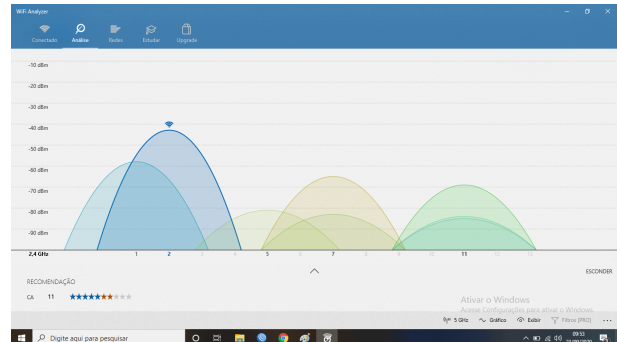 WiFi Analyzer
Conectado Análise Redes Estudar Upgrade
-10 dBm
-20 dBm
-30 dBm
-40 dBm
-50 dBm
-60 dBm
-70 dBm
-80 dBm
-90 dBm
2,4 GHz 1 2 3 4 5 6 7 8 9 10 11 12 13
ESCONDER
RECOMENDAÇÃO
CA 11
Ativar o Windows
Acesse Configurações para ativar o Windows.
5 GHz Gráfico Exibir Filtros [PRO] ...
Digite aqui para pesquisar
09:53